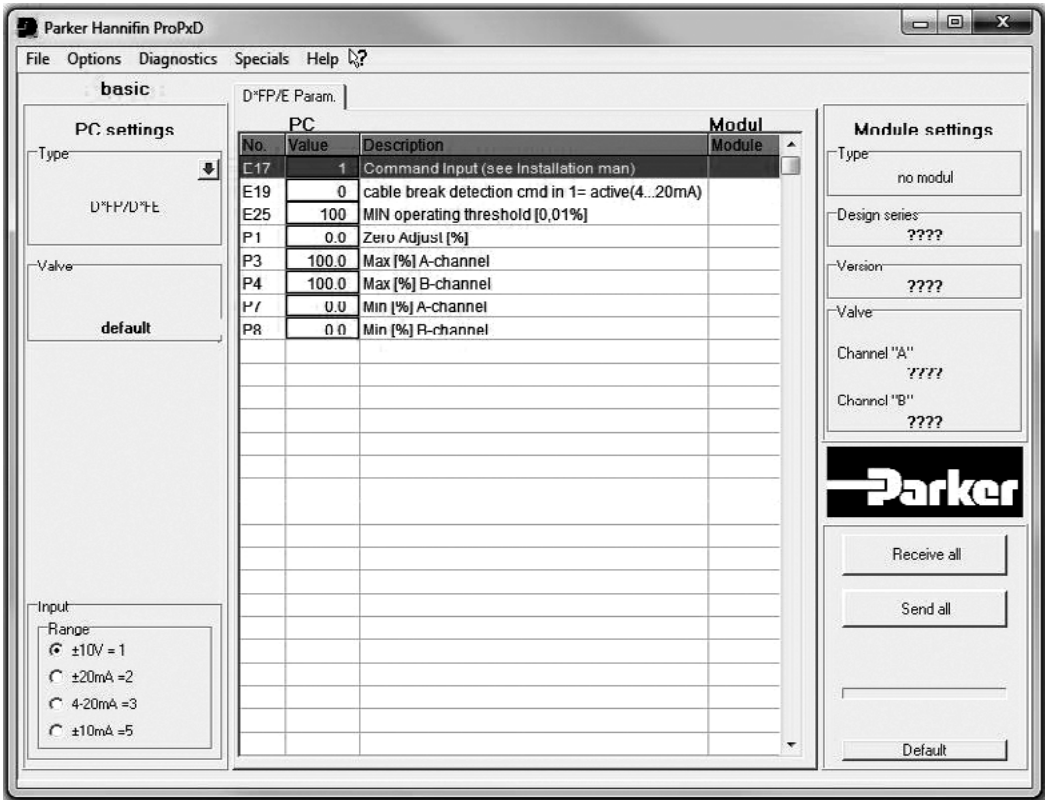 Parker Hannifin ProPxD
File Options Diagnostics Specials Help
basic
PC settings
Type
D*FP/D*FE
Valve
default
Input
Range
±10V = 1
±20mA =2
4-20mA =3
±10mA =5
D*FP/E Param.
PC Modul
No. Value Description Module
E17 1 Command Input (see Installation man)
E19 0 cable break detection cmd in 1= active(4...20mA)
E25 100 MIN operating threshold [0,01%]
P1 0.0 Zero Adjust [%]
P3 100.0 Max [%] A-channel
P4 100.0 Max [%] B-channel
P7 0.0 Min [%] A-channel
P8 0.0 Min [%] B-channel
Module settings
Type
no modul
Design series
????
Version
????
Valve
Channel "A"
????
Channel "B"
????
Parker
Receive all
Send all
Default